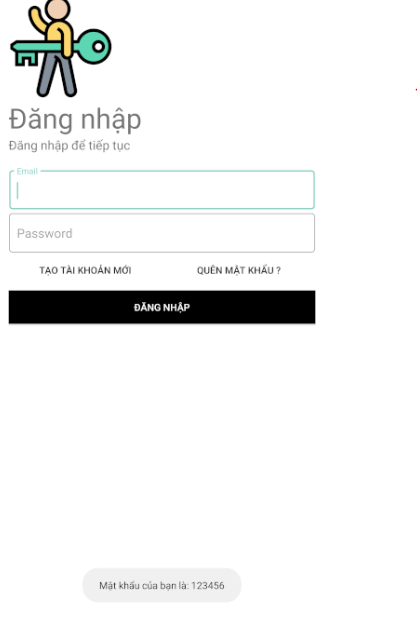 Đăng nhập
Đăng nhập để tiếp tục
Email
Password
TẠO TÀI KHOẢN MỚI
QUÊN MẬT KHẨU ?
ĐĂNG NHẬP
Mật khẩu của bạn là: 123456